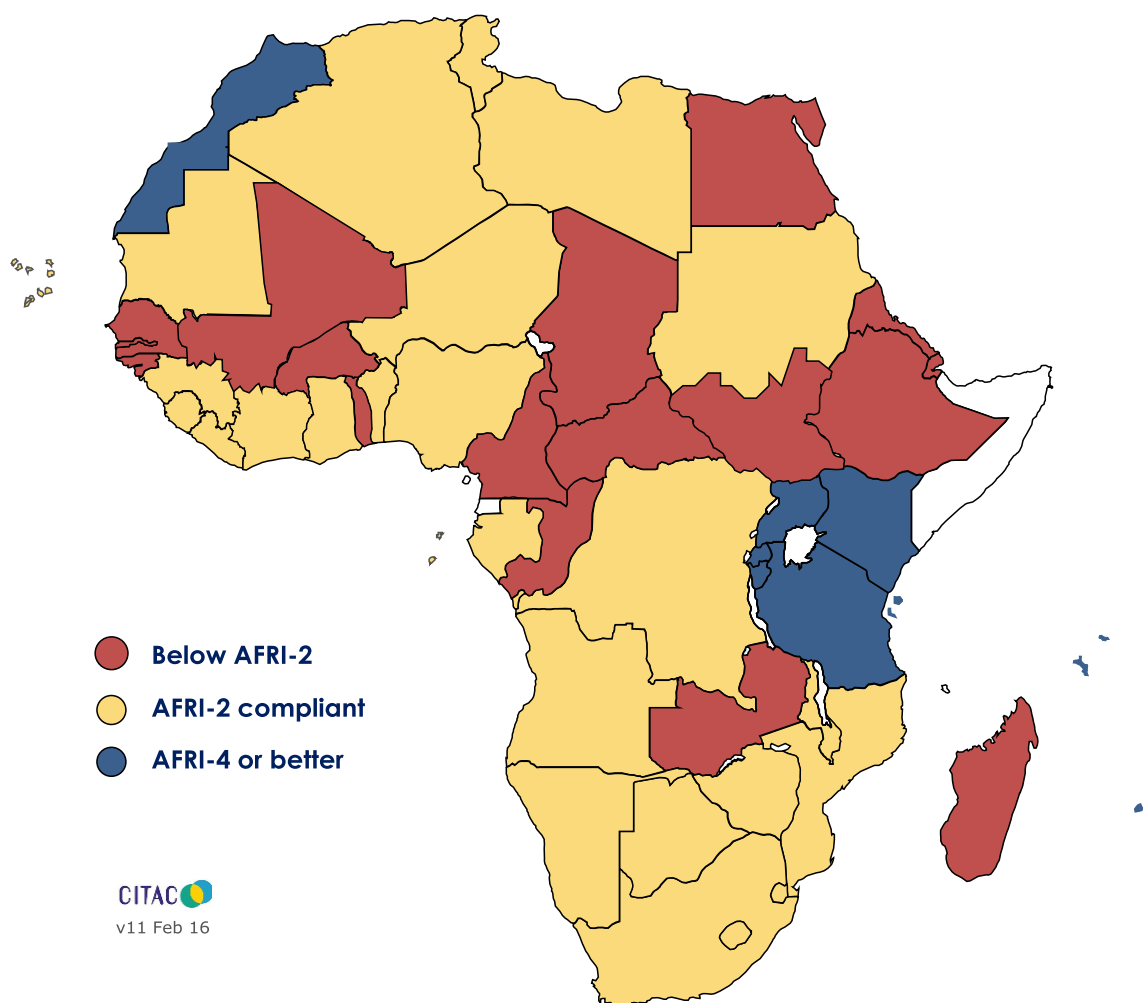 Below AFRI-2
AFRI-2 compliant
AFRI-4 or better
CITAC
v11 Feb 16